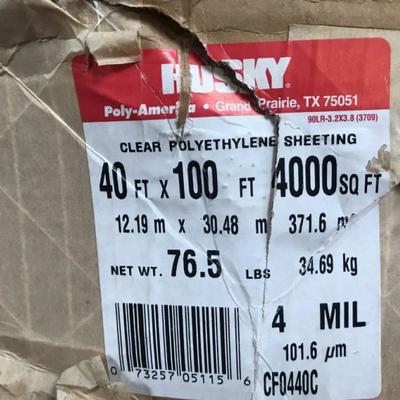 HUSKY
Poly-America • Grand Prairie, TX 75051
90LR-3.2X3.8 (3709)
CLEAR POLYETHYLENE SHEETING
40 FT X 100 FT 4000 SQ FT
12.19 m x 30.48 m 371.6 m²
NET WT. 76.5 LBS 34.69 kg
4 MIL
101.6 µm
0 73257 05115 6
CF0440C